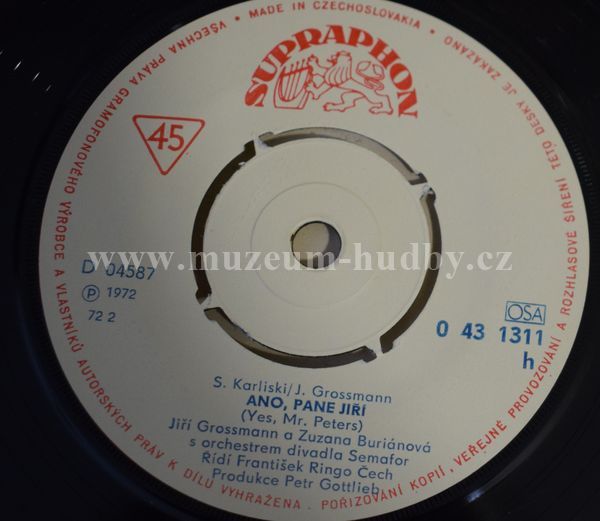 VŠECHNA PRÁVA GRAMOFONOVÉHO VÝROBCE A VLASTNÍKŮ AUTORSKÝCH PRÁV K DÍLU VYHRAŽENA. POŘIZOVÁNÍ KOPIÍ, VEŘEJNÉ PROVOZOVÁNÍ A ROZHLASOVÉ ŠÍŘENÍ TÉTO DESKY JE ZAKÁZÁNO • MADE IN CZECHOSLOVAKIA •
SUPRAPHON
45
www.muzeum-hudby.cz
D 04587
℗ 1972
72 2
OSA
0 43 1311
h
S. Karliski/J. Grossmann
ANO, PANE JIŘÍ
(Yes, Mr. Peters)
Jiří Grossmann a Zuzana Buriánová
s orchestrem divadla Semafor
Řídí František Ringo Čech
Produkce Petr Gottlieb